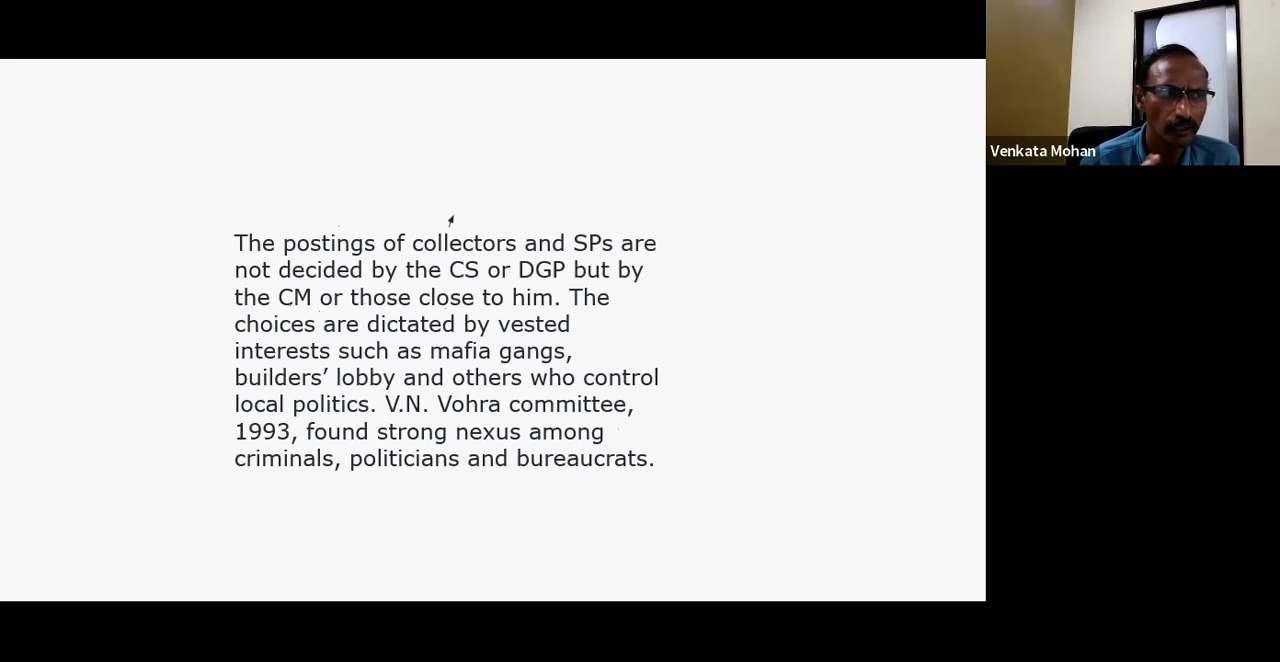 The postings of collectors and SPs are
not decided by the CS or DGP but by
the CM or those close to him. The
choices are dictated by vested
interests such as mafia gangs,
builders’ lobby and others who control
local politics. V.N. Vohra committee,
1993, found strong nexus among
criminals, politicians and bureaucrats.
Venkata Mohan